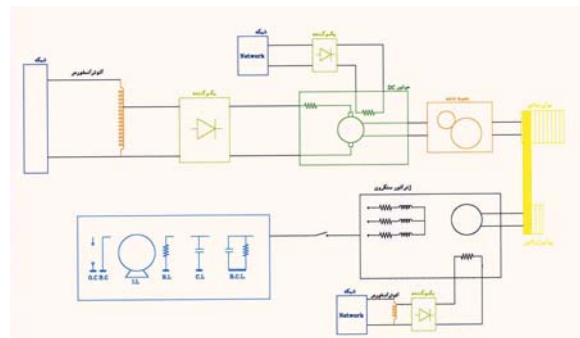 شبکه
Network
یکسوکننده
شبکه
اتوترانسفورمر
یکسوکننده
موتور DC
ژنراتور سنکرون
O.C
S.C
I.L
R.L
C.L
R.C.L
شبکه
Network
اتوترانسفورمر
یکسوکننده